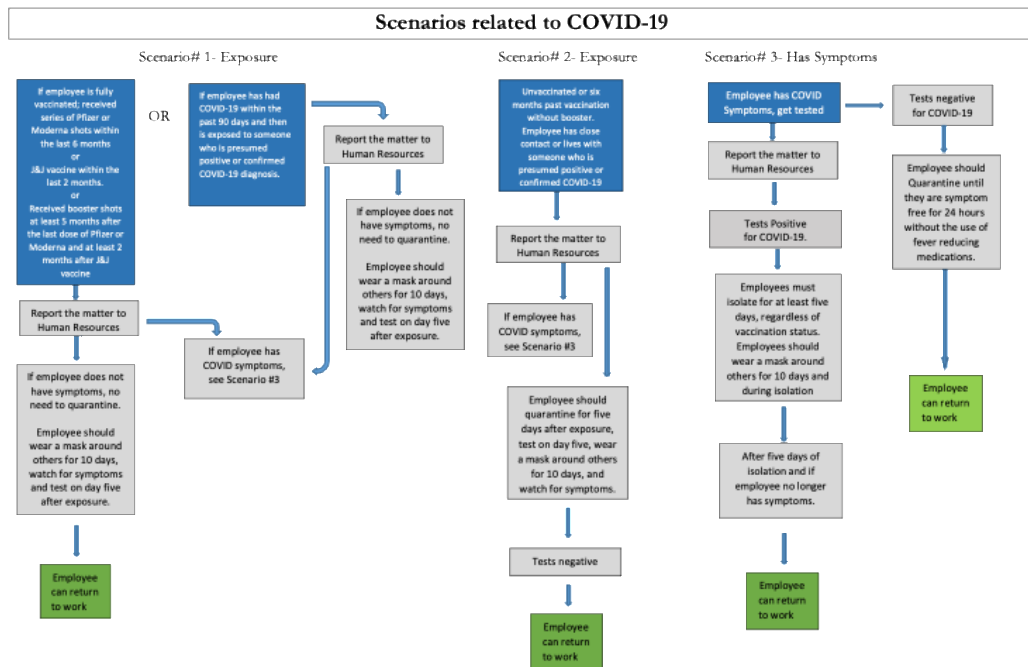 Scenarios related to COVID-19
Scenario# 1- Exposure
If employee is fully
vaccinated; received
series of Pfizer or
Moderna shots within
the last 6 months
or
J&J vaccine within the
last 2 months.
or
Received booster shots
at least 5 months after
the last dose of Pfizer or
Moderna and at least 2
months after J&J
vaccine
OR
If employee has had
COVID-19 within the
past 90 days and then
is exposed to someone
who is presumed
positive or confirmed
COVID-19 diagnosis.
Report the matter to
Human Resources
If employee does not
have symptoms, no
need to quarantine.
Employee should
wear a mask around
others for 10 days,
watch for symptoms
and test on day five
after exposure.
Report the matter to
Human Resources
If employee has
COVID symptoms,
see Scenario #3
If employee does not
have symptoms, no
need to quarantine.
Employee should
wear a mask around
others for 10 days,
watch for symptoms
and test on day five
after exposure.
Employee
can return
to work
Scenario# 2- Exposure
Unvaccinated or six
months past vaccination
without booster.
Employee has close
contact or lives with
someone who is
presumed positive or
confirmed COVID-19
Report the matter to
Human Resources
If employee has
COVID symptoms,
see Scenario #3
Employee should
quarantine for five
days after exposure,
test on day five, wear
a mask around others
for 10 days, and
watch for symptoms.
Tests negative
Employee
can return
to work
Scenario# 3- Has Symptoms
Employee has COVID
Symptoms, get tested
Report the matter to
Human Resources
Tests Positive
for COVID-19.
Employees must
isolate for at least five
days, regardless of
vaccination status.
Employees should
wear a mask around
others for 10 days and
during isolation
After five days of
isolation and if
employee no longer
has symptoms.
Employee
can return
to work
Tests negative
for COVID-19
Employee should
Quarantine until
they are symptom
free for 24 hours
without the use of
fever reducing
medications.
Employee
can return
to work